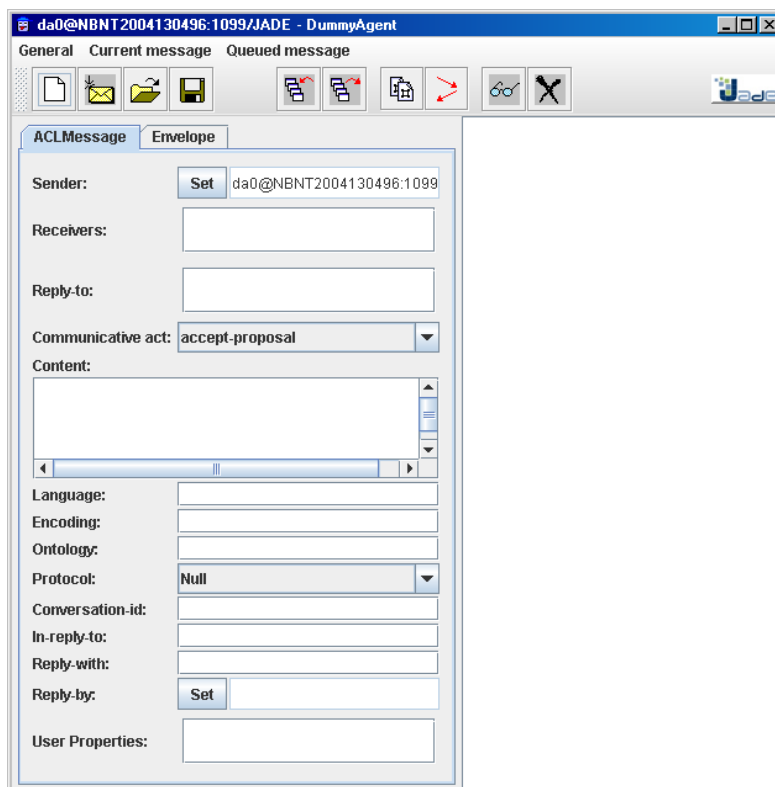 da0@NBNT2004130496:1099/JADE - DummyAgent
General Current message Queued message
Jade
ACLMessage Envelope
Sender: Set da0@NBNT2004130496:1099
Receivers:
Reply-to:
Communicative act: accept-proposal
Content:
Language:
Encoding:
Ontology:
Protocol: Null
Conversation-id:
In-reply-to:
Reply-with:
Reply-by: Set
User Properties: